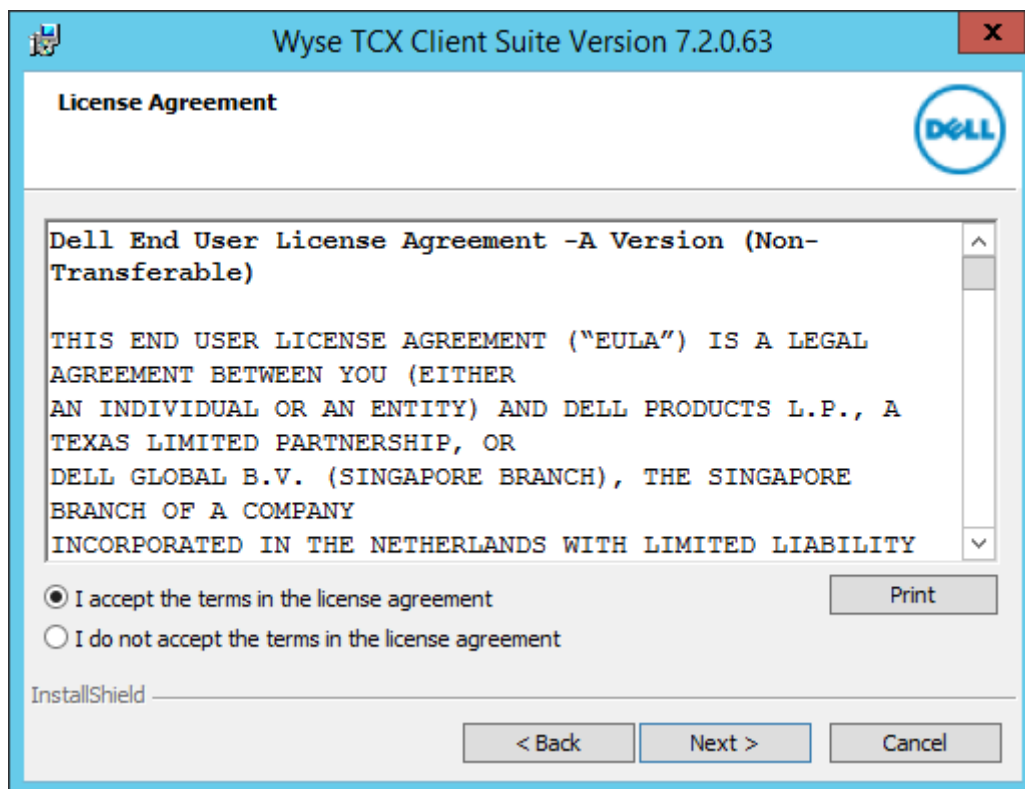 Wyse TCX Client Suite Version 7.2.0.63
x
License Agreement
DELL
Dell End User License Agreement -A Version (Non-
Transferable)
THIS END USER LICENSE AGREEMENT (“EULA”) IS A LEGAL
AGREEMENT BETWEEN YOU (EITHER
AN INDIVIDUAL OR AN ENTITY) AND DELL PRODUCTS L.P., A
TEXAS LIMITED PARTNERSHIP, OR
DELL GLOBAL B.V. (SINGAPORE BRANCH), THE SINGAPORE
BRANCH OF A COMPANY
INCORPORATED IN THE NETHERLANDS WITH LIMITED LIABILITY
I accept the terms in the license agreement
Print
I do not accept the terms in the license agreement
InstallShield
< Back
Next >
Cancel